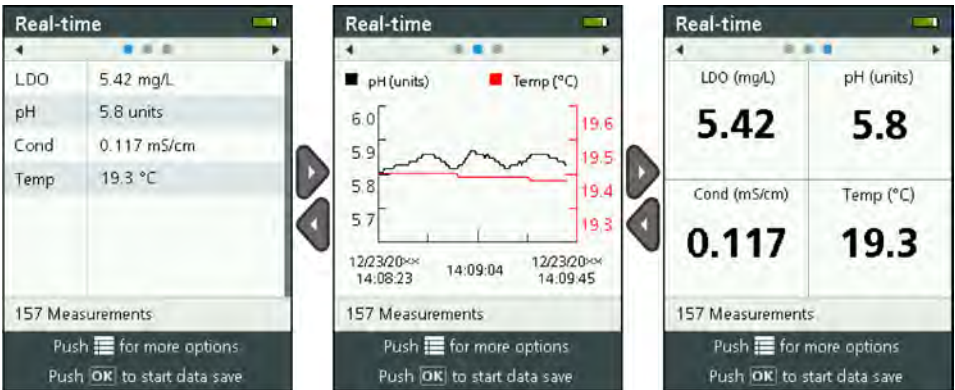 Real-time
LDO 5.42 mg/L
pH 5.8 units
Cond 0.117 mS/cm
Temp 19.3 °C
157 Measurements
Push for more options
Push OK to start data save
Real-time
pH (units) Temp (°C)
6.0 19.6
5.9 19.5
5.8 19.4
5.7 19.3
12/23/20×× 14:09:04 12/23/20××
14:08:23 14:09:45
157 Measurements
Push for more options
Push OK to start data save
Real-time
LDO (mg/L) pH (units)
5.42 5.8
Cond (mS/cm) Temp (°C)
0.117 19.3
157 Measurements
Push for more options
Push OK to start data save